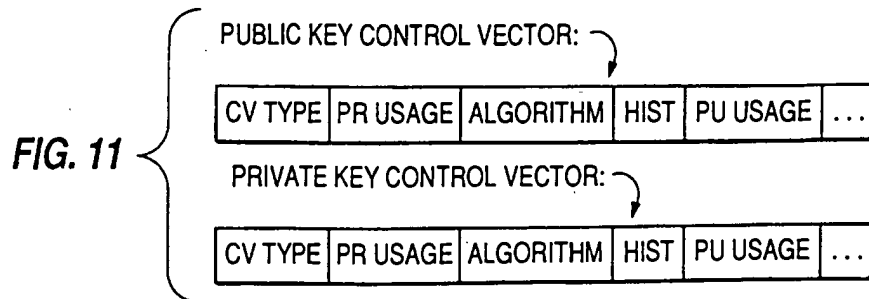 PUBLIC KEY CONTROL VECTOR:
CV TYPE PR USAGE ALGORITHM HIST PU USAGE ...
FIG. 11
PRIVATE KEY CONTROL VECTOR:
CV TYPE PR USAGE ALGORITHM HIST PU USAGE ...